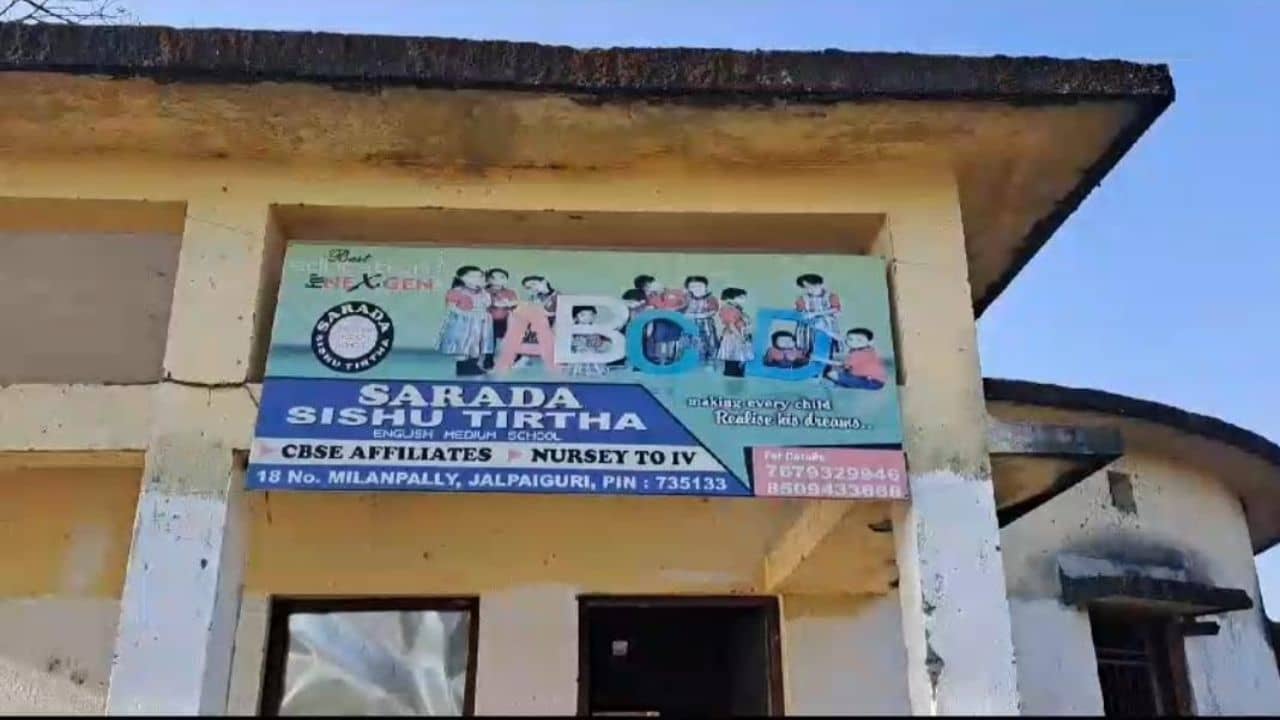 Best
NEXGEN
SARADA
SISHU TIRTHA
ABCD
SARADA
SISHU TIRTHA
ENGLISH MEDIUM SCHOOL
making every child
Realise his dreams..
CBSE AFFILIATES NURSEY TO IV
For Details:
18 No. MILANPALLY, JALPAIGURI, PIN : 735133
7679329946
8509433668